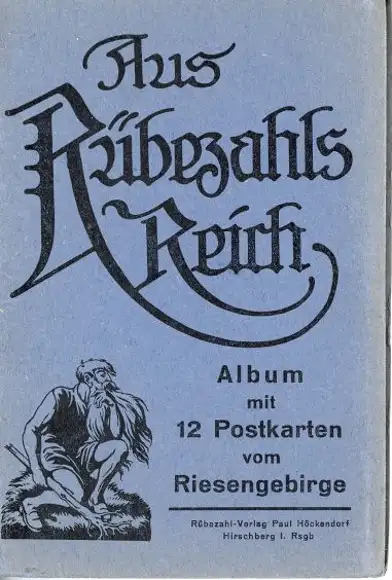 Aus
Rübezahls
Reich
Album
mit
12 Postkarten
vom
Riesengebirge
Rübezahl-Verlag Paul Höckendorf
Hirschberg i. Rsgb